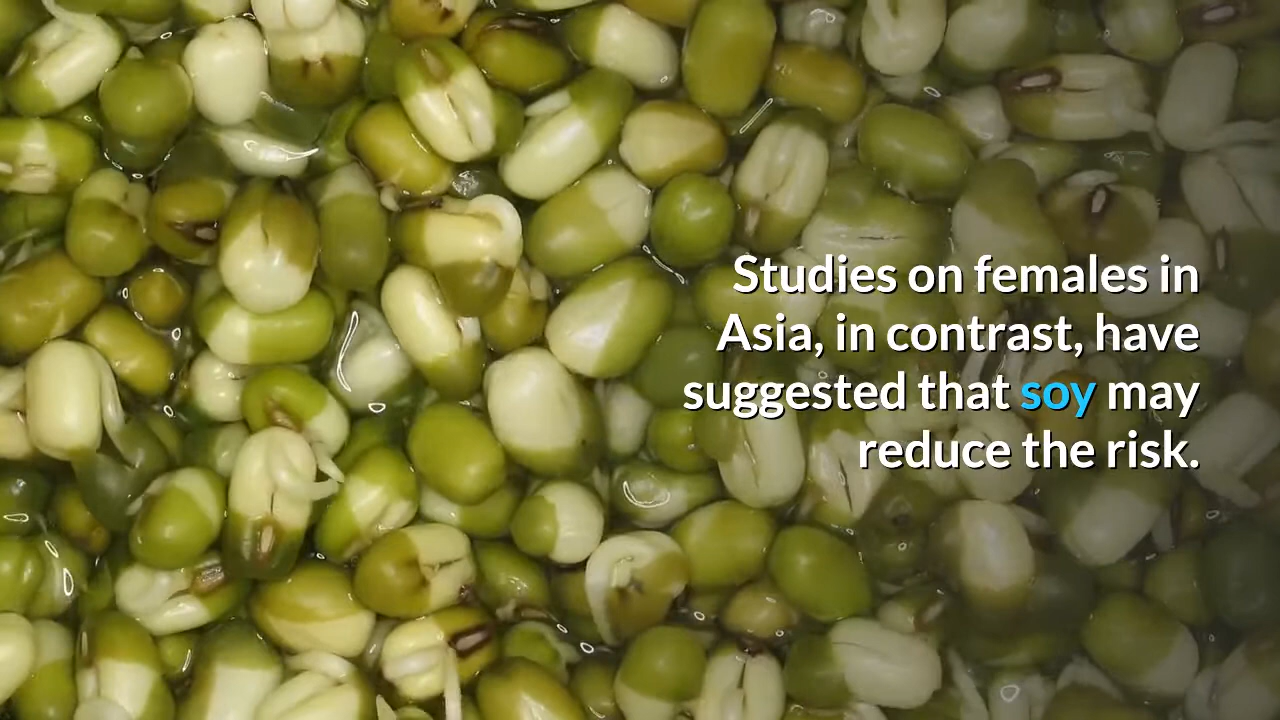 Studies on females in
Asia, in contrast, have
suggested that soy may
reduce the risk.